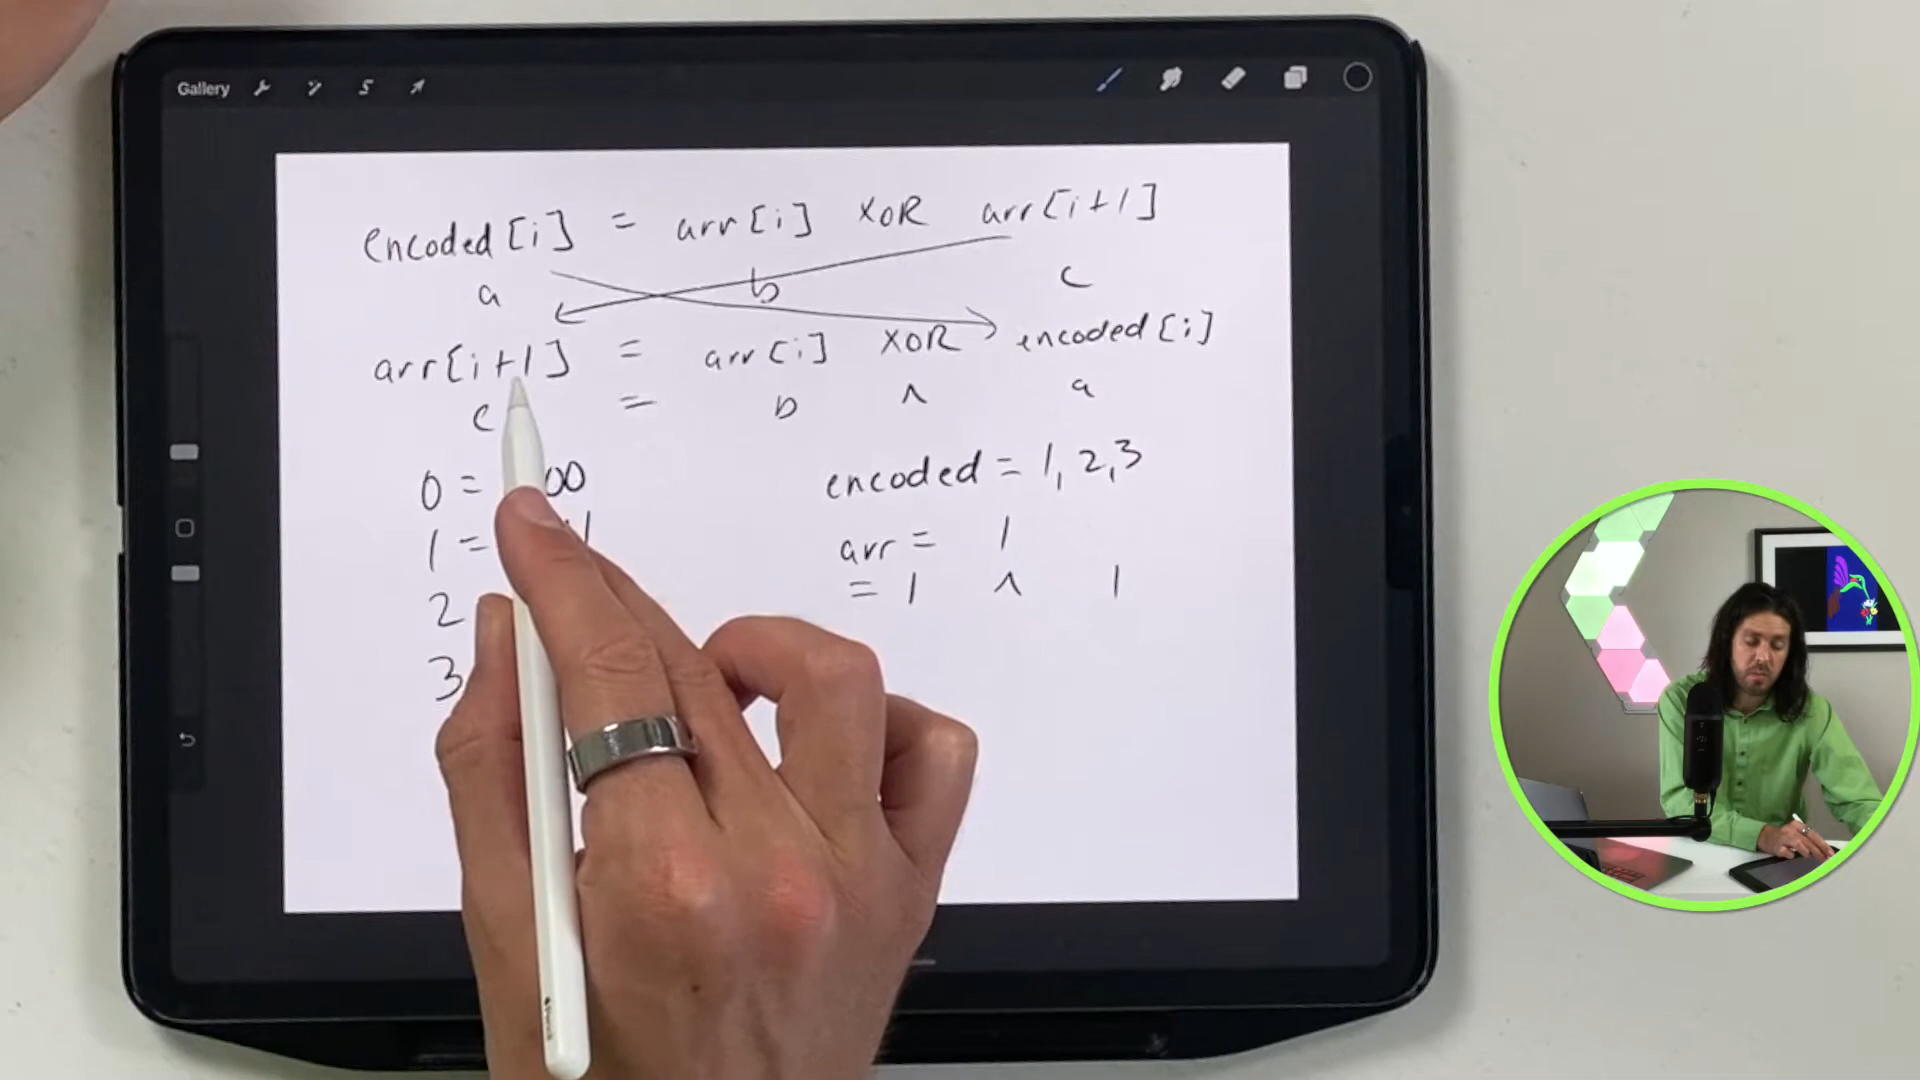 Gallery
encoded[i] = arr[i] XOR arr[i+1]
a b c
arr[i+1] = arr[i] XOR encoded[i]
c = b ^ a
0 = 00
1 =
2
3
encoded = 1, 2, 3
arr = 1
= 1 ^ 1